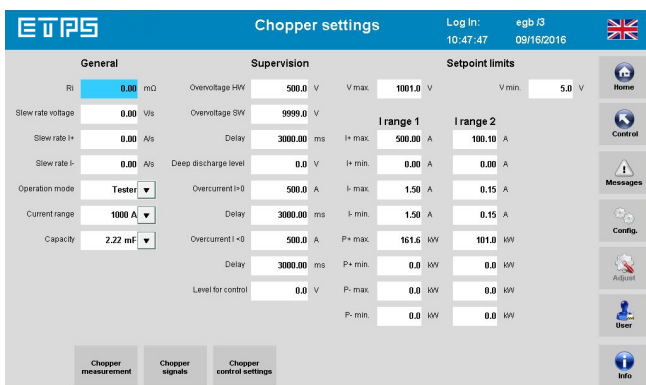 ETPS Chopper settings Log In: egb /3
10:47:47 09/16/2016
General Supervision Setpoint limits
Ri 0.00 mΩ Overvoltage HW 500.0 V V max. 1001.0 V V min. 5.0 V Home
Slew rate voltage 0.00 V/s Overvoltage SW 9999.0 V I range 1 I range 2
Slew rate I+ 0.00 A/s Delay 3000.00 ms I+ max. 500.00 A 100.10 A Control
Slew rate I- 0.00 A/s Deep discharge level 0.0 V I+ min. 0.00 A 0.00 A
Operation mode Tester Overcurrent I>0 500.0 A I- max. 1.50 A 0.15 A Messages
Current range 1000 A Delay 3000.00 ms I- min. 1.50 A 0.15 A Config.
Capacity 2.22 mF Overcurrent I <0 500.0 A P+ max. 161.6 kW 101.0 kW
Delay 3000.00 ms P+ min. 0.0 kW 0.0 kW Adjust
Level for control 0.0 V P- max. 0.0 kW 0.0 kW
P- min. 0.0 kW 0.0 kW User
Chopper measurement Chopper signals Chopper control settings Info